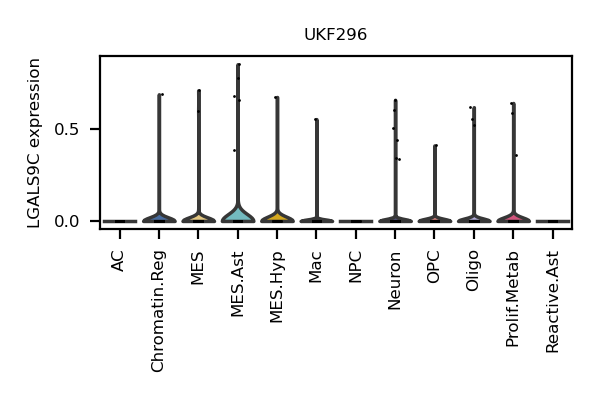 UKF296
LGALS9C expression
0.5
0.0
AC
Chromatin.Reg
MES
MES.Ast
MES.Hyp
Mac
NPC
Neuron
OPC
Oligo
Prolif.Metab
Reactive.Ast